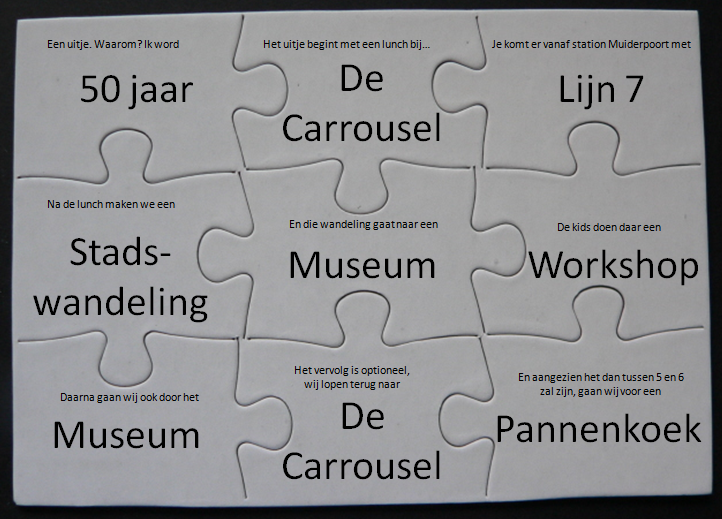 Een uitje. Waarom? Ik word
50 jaar
Het uitje begint met een lunch bij...
De
Carrousel
Je komt er vanaf station Muiderpoort met
Lijn 7
Na de lunch maken we een
Stads-
wandeling
En die wandeling gaat naar een
Museum
De kids doen daar een
Workshop
Daarna gaan wij ook door het
Museum
Het vervolg is optioneel,
wij lopen terug naar
De
Carrousel
En aangezien het dan tussen 5 en 6
zal zijn, gaan wij voor een
Pannenkoek